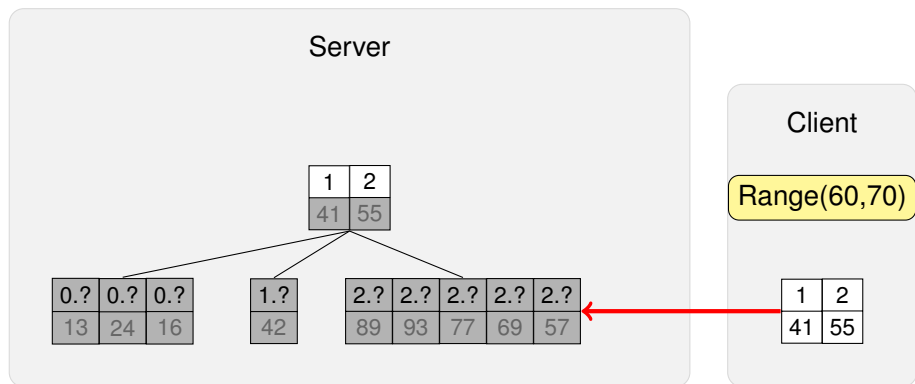 Server
Client
Range(60,70)
1 2
41 55
0.? 0.? 0.? 1.? 2.? 2.? 2.? 2.? 2.?
13 24 16 42 89 93 77 69 57
1 2
41 55